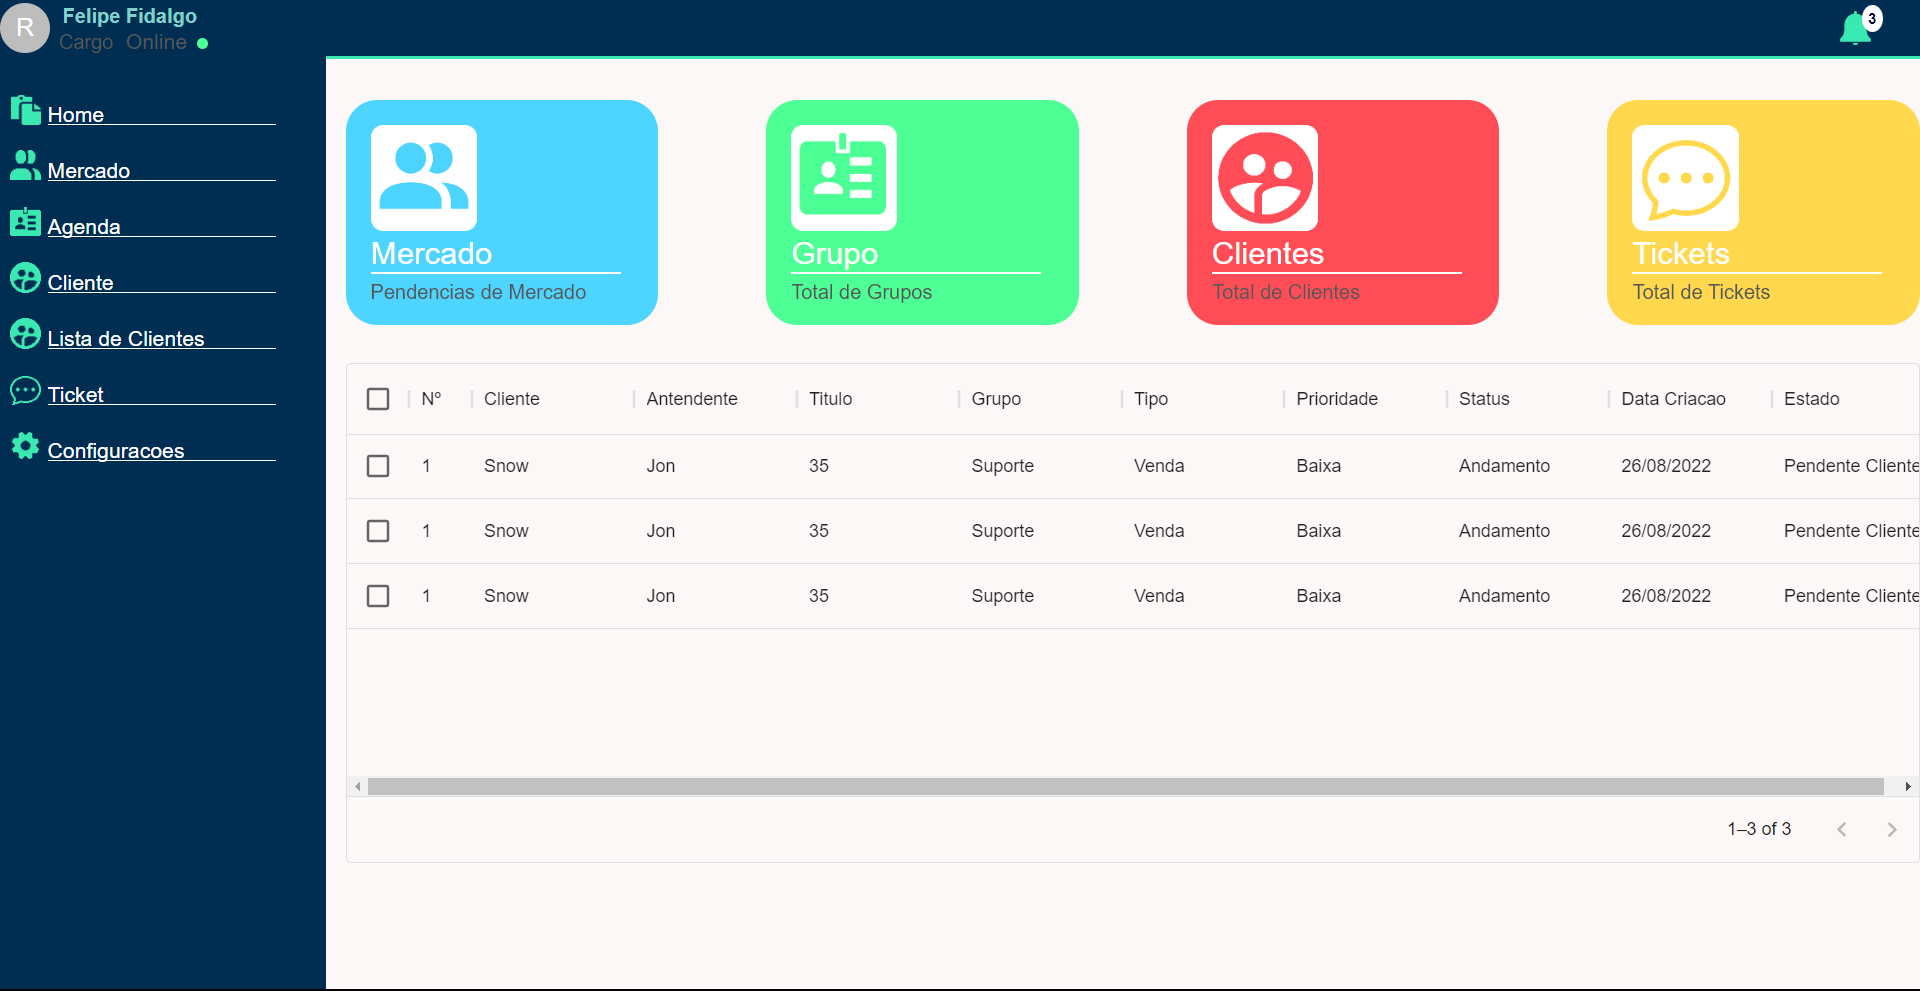 R
Felipe Fidalgo
Cargo Online
3
Home
Mercado
Agenda
Cliente
Lista de Clientes
Ticket
Configuracoes
Mercado
Pendencias de Mercado
Grupo
Total de Grupos
Clientes
Total de Clientes
Tickets
Total de Tickets
Nº Cliente Antendente Titulo Grupo Tipo Prioridade Status Data Criacao Estado
1 Snow Jon 35 Suporte Venda Baixa Andamento 26/08/2022 Pendente Cliente
1 Snow Jon 35 Suporte Venda Baixa Andamento 26/08/2022 Pendente Cliente
1 Snow Jon 35 Suporte Venda Baixa Andamento 26/08/2022 Pendente Cliente
1–3 of 3